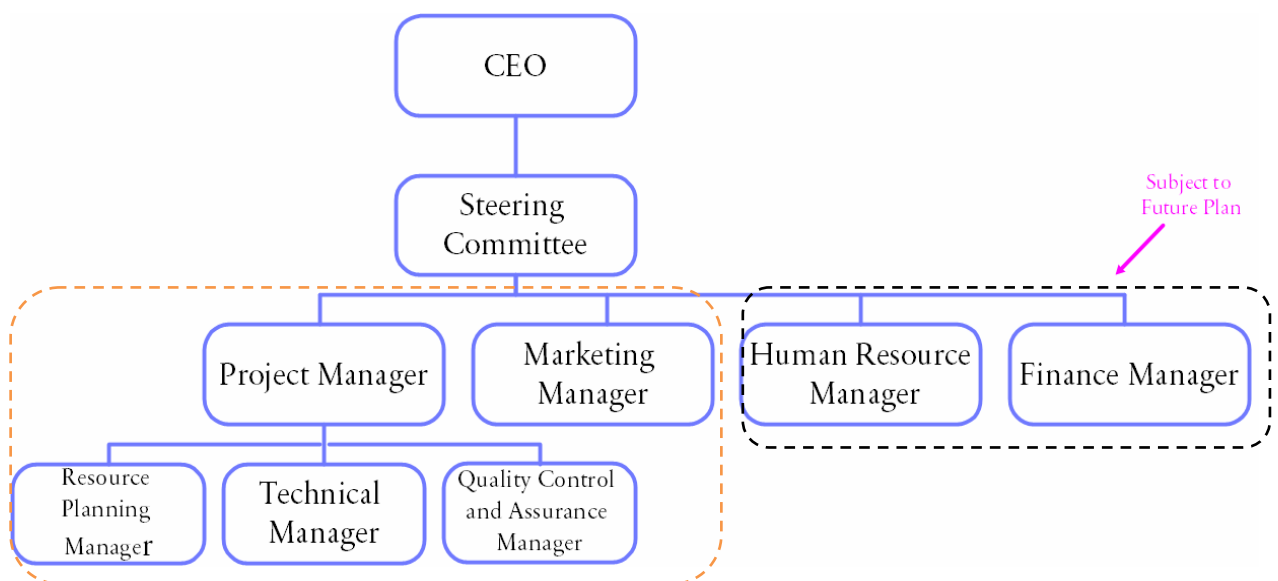 CEO
Steering
Committee
Subject to
Future Plan
Project Manager
Marketing
Manager
Human Resource
Manager
Finance Manager
Resource
Planning
Manager
Technical
Manager
Quality Control
and Assurance
Manager